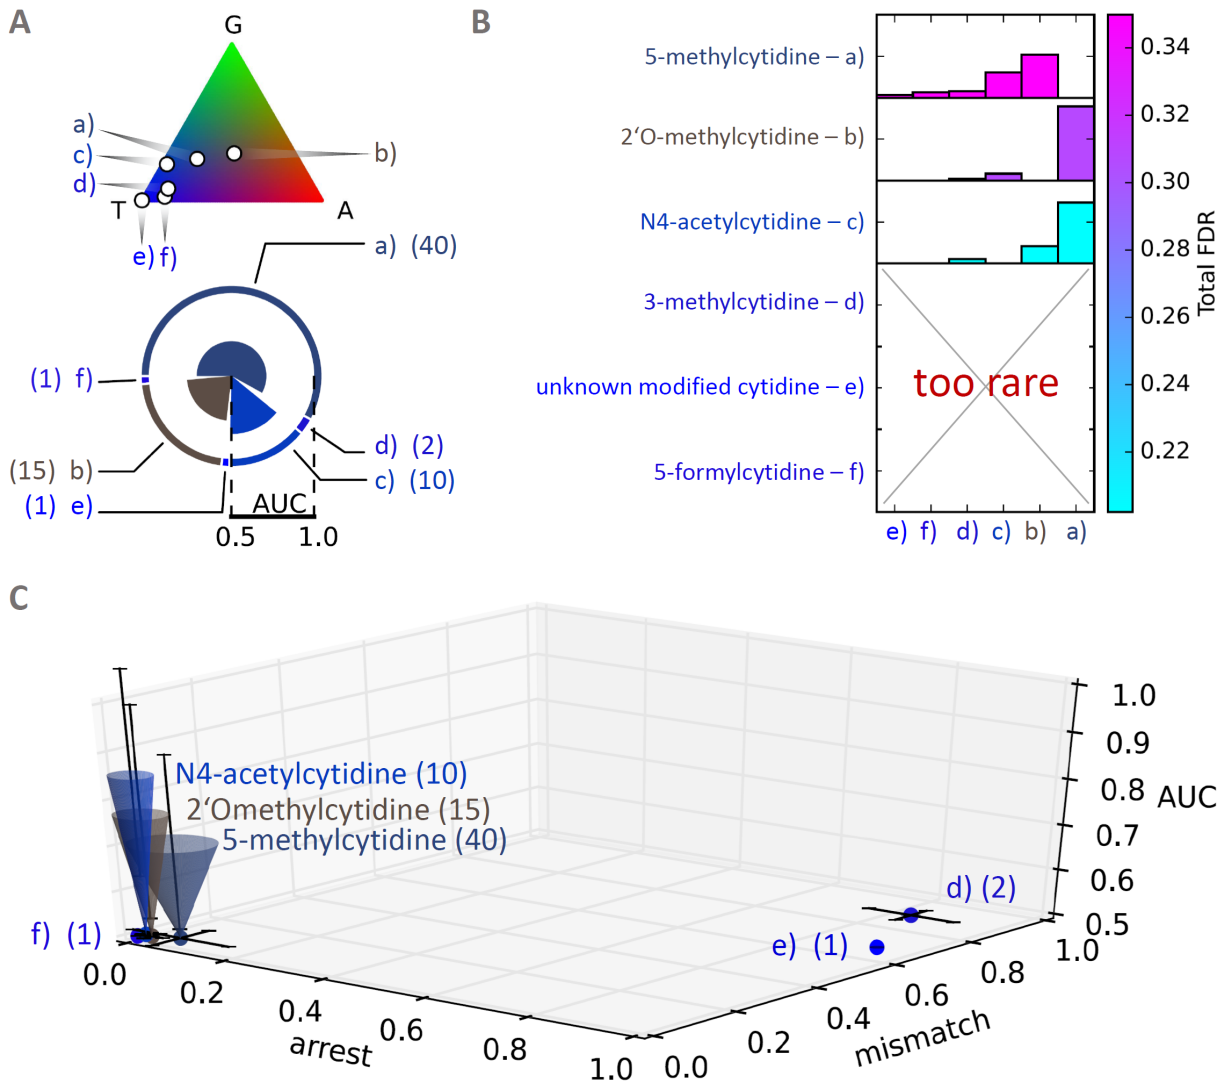 A
G
a)
c)
d)
b)
T
A
e) f)
a) (40)
(1) f)
d) (2)
(15) b)
c) (10)
(1) e)
AUC
0.5 1.0
B
5-methylcytidine – a)
2‘O-methylcytidine – b)
N4-acetylcytidine – c)
3-methylcytidine – d)
unknown modified cytidine – e)
5-formylcytidine – f)
too rare
e) f) d) c) b) a)
0.34
0.32
0.30
0.28
0.26
0.24
0.22
Total FDR
C
N4-acetylcytidine (10)
2‘Omethylcytidine (15)
5-methylcytidine (40)
f) (1)
d) (2)
e) (1)
1.0
0.9
0.8
0.7
0.6
0.5
AUC
0.0
0.2
0.4
0.6
0.8
1.0
arrest
0.0
0.2
0.4
0.6
0.8
1.0
mismatch